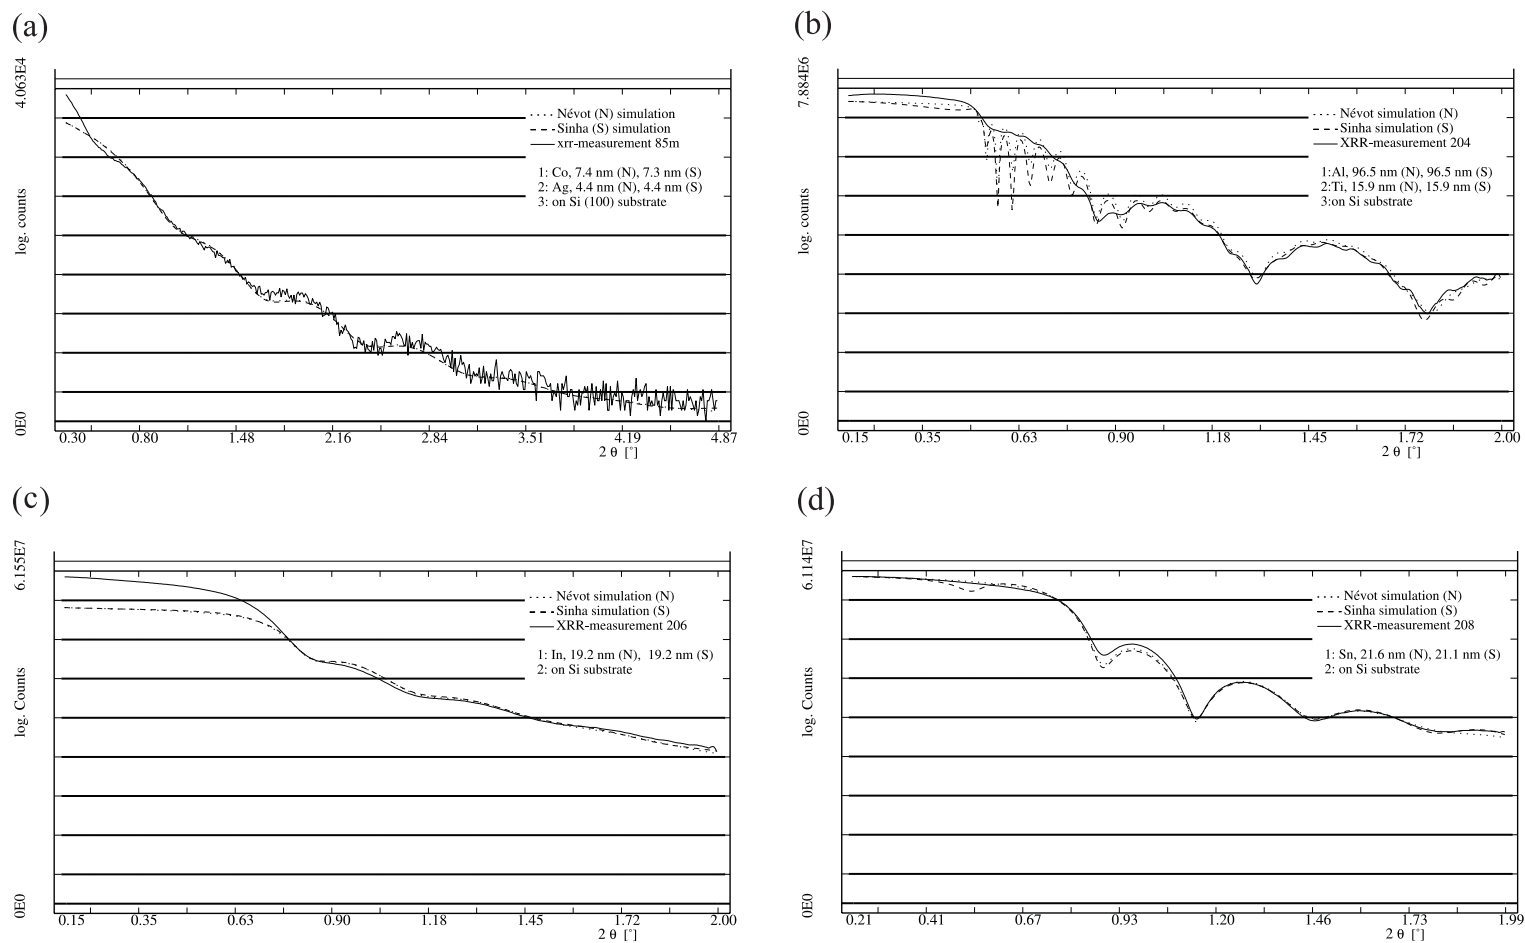 (a)
4.063E4
log. counts
0E0
Névot (N) simulation
Sinha (S) simulation
xrr-measurement 85m
1: Co, 7.4 nm (N), 7.3 nm (S)
2: Ag, 4.4 nm (N), 4.4 nm (S)
3: on Si (100) substrate
0.30 0.80 1.48 2.16 2.84 3.51 4.19 4.87
2 θ [°]
(b)
7.884E6
log. counts
0E0
Névot simulation (N)
Sinha simulation (S)
XRR-measurement 204
1:Al, 96.5 nm (N), 96.5 nm (S)
2:Ti, 15.9 nm (N), 15.9 nm (S)
3:on Si substrate
0.15 0.35 0.63 0.90 1.18 1.45 1.72 2.00
2 θ [°]
(c)
6.155E7
log. Counts
0E0
Névot simulation (N)
Sinha simulation (S)
XRR-measurement 206
1: In, 19.2 nm (N), 19.2 nm (S)
2: on Si substrate
0.15 0.35 0.63 0.90 1.18 1.45 1.72 2.00
2 θ [°]
(d)
6.114E7
log. Counts
0E0
Névot simulation (N)
Sinha simulation (S)
XRR-measurement 208
1: Sn, 21.6 nm (N), 21.1 nm (S)
2: on Si substrate
0.21 0.41 0.67 0.93 1.20 1.46 1.73 1.99
2 θ [°]